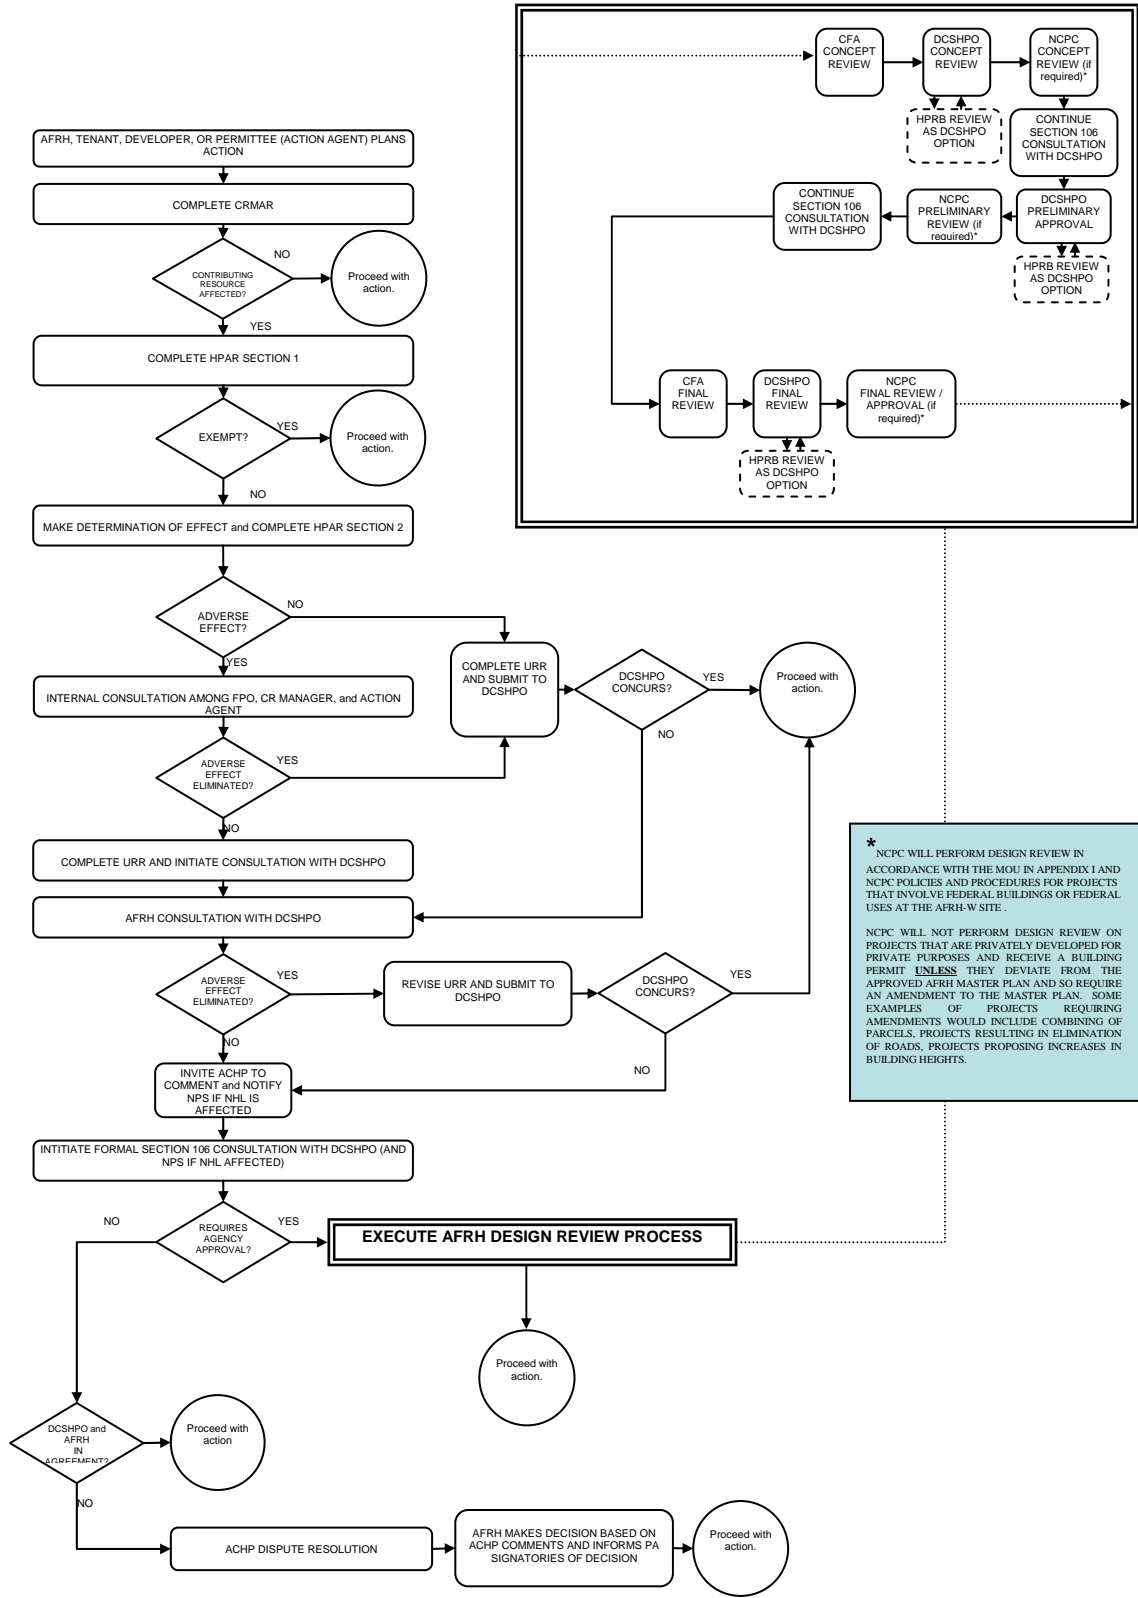 CFA
CONCEPT
REVIEW
DCSHPO
CONCEPT
REVIEW
NCPC
CONCEPT
REVIEW (if
required)*
HPRB REVIEW
AS DCSHPO
OPTION
CONTINUE
SECTION 106
CONSULTATION
WITH DCSHPO
DCSHPO
PRELIMINARY
APPROVAL
HPRB REVIEW
AS DCSHPO
OPTION
NCPC
PRELIMINARY
REVIEW (if
required)*
CONTINUE
SECTION 106
CONSULTATION
WITH DCSHPO
CFA
FINAL
REVIEW
DCSHPO
FINAL
REVIEW
NCPC
FINAL REVIEW /
APPROVAL (if
required)*
HPRB REVIEW
AS DCSHPO
OPTION
AFRH, TENANT, DEVELOPER, OR PERMITTEE (ACTION AGENT) PLANS
ACTION
COMPLETE CRMAR
CONTRIBUTING
RESOURCE
AFFECTED?
NO
Proceed with
action.
YES
COMPLETE HPAR SECTION 1
EXEMPT?
YES
Proceed with
action.
NO
MAKE DETERMINATION OF EFFECT and COMPLETE HPAR SECTION 2
ADVERSE
EFFECT?
NO
YES
COMPLETE URR
AND SUBMIT TO
DCSHPO
DCSHPO
CONCURS?
YES
Proceed with
action.
NO
INTERNAL CONSULTATION AMONG FPO, CR MANAGER, and ACTION
AGENT
ADVERSE
EFFECT
ELIMINATED?
YES
NO
COMPLETE URR AND INITIATE CONSULTATION WITH DCSHPO
AFRH CONSULTATION WITH DCSHPO
ADVERSE
EFFECT
ELIMINATED?
YES
REVISE URR AND SUBMIT TO
DCSHPO
DCSHPO
CONCURS?
YES
NO
NO
INVITE ACHP TO
COMMENT and NOTIFY
NPS IF NHL IS
AFFECTED
INTITIATE FORMAL SECTION 106 CONSULTATION WITH DCSHPO (AND
NPS IF NHL AFFECTED)
REQUIRES
AGENCY
APPROVAL?
NO
YES
EXECUTE AFRH DESIGN REVIEW PROCESS
Proceed with
action.
DCSHPO and
AFRH
IN
AGREEMENT?
Proceed with
action
NO
ACHP DISPUTE RESOLUTION
AFRH MAKES DECISION BASED ON
ACHP COMMENTS AND INFORMS PA
SIGNATORIES OF DECISION
Proceed with
action.
*NCPC WILL PERFORM DESIGN REVIEW IN
ACCORDANCE WITH THE MOU IN APPENDIX I AND
NCPC POLICIES AND PROCEDURES FOR PROJECTS
THAT INVOLVE FEDERAL BUILDINGS OR FEDERAL
USES AT THE AFRH-W SITE .
NCPC WILL NOT PERFORM DESIGN REVIEW ON
PROJECTS THAT ARE PRIVATELY DEVELOPED FOR
PRIVATE PURPOSES AND RECEIVE A BUILDING
PERMIT UNLESS THEY DEVIATE FROM THE
APPROVED AFRH MASTER PLAN AND SO REQUIRE
AN AMENDMENT TO THE MASTER PLAN. SOME
EXAMPLES OF PROJECTS REQUIRING
AMENDMENTS WOULD INCLUDE COMBINING OF
PARCELS, PROJECTS RESULTING IN ELIMINATION
OF ROADS, PROJECTS PROPOSING INCREASES IN
BUILDING HEIGHTS.